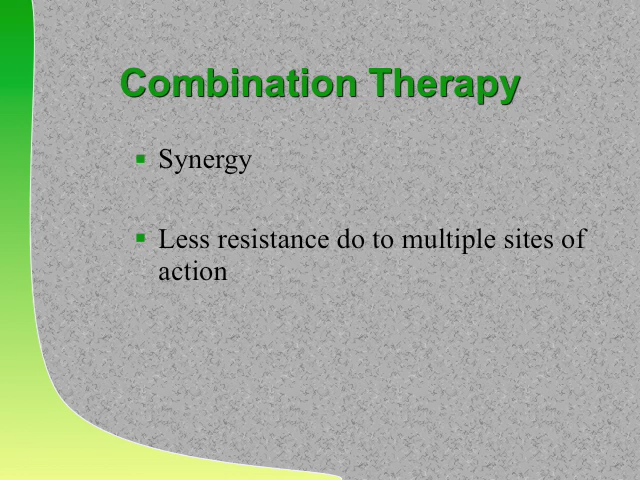 Combination Therapy
Synergy
Less resistance do to multiple sites of
action